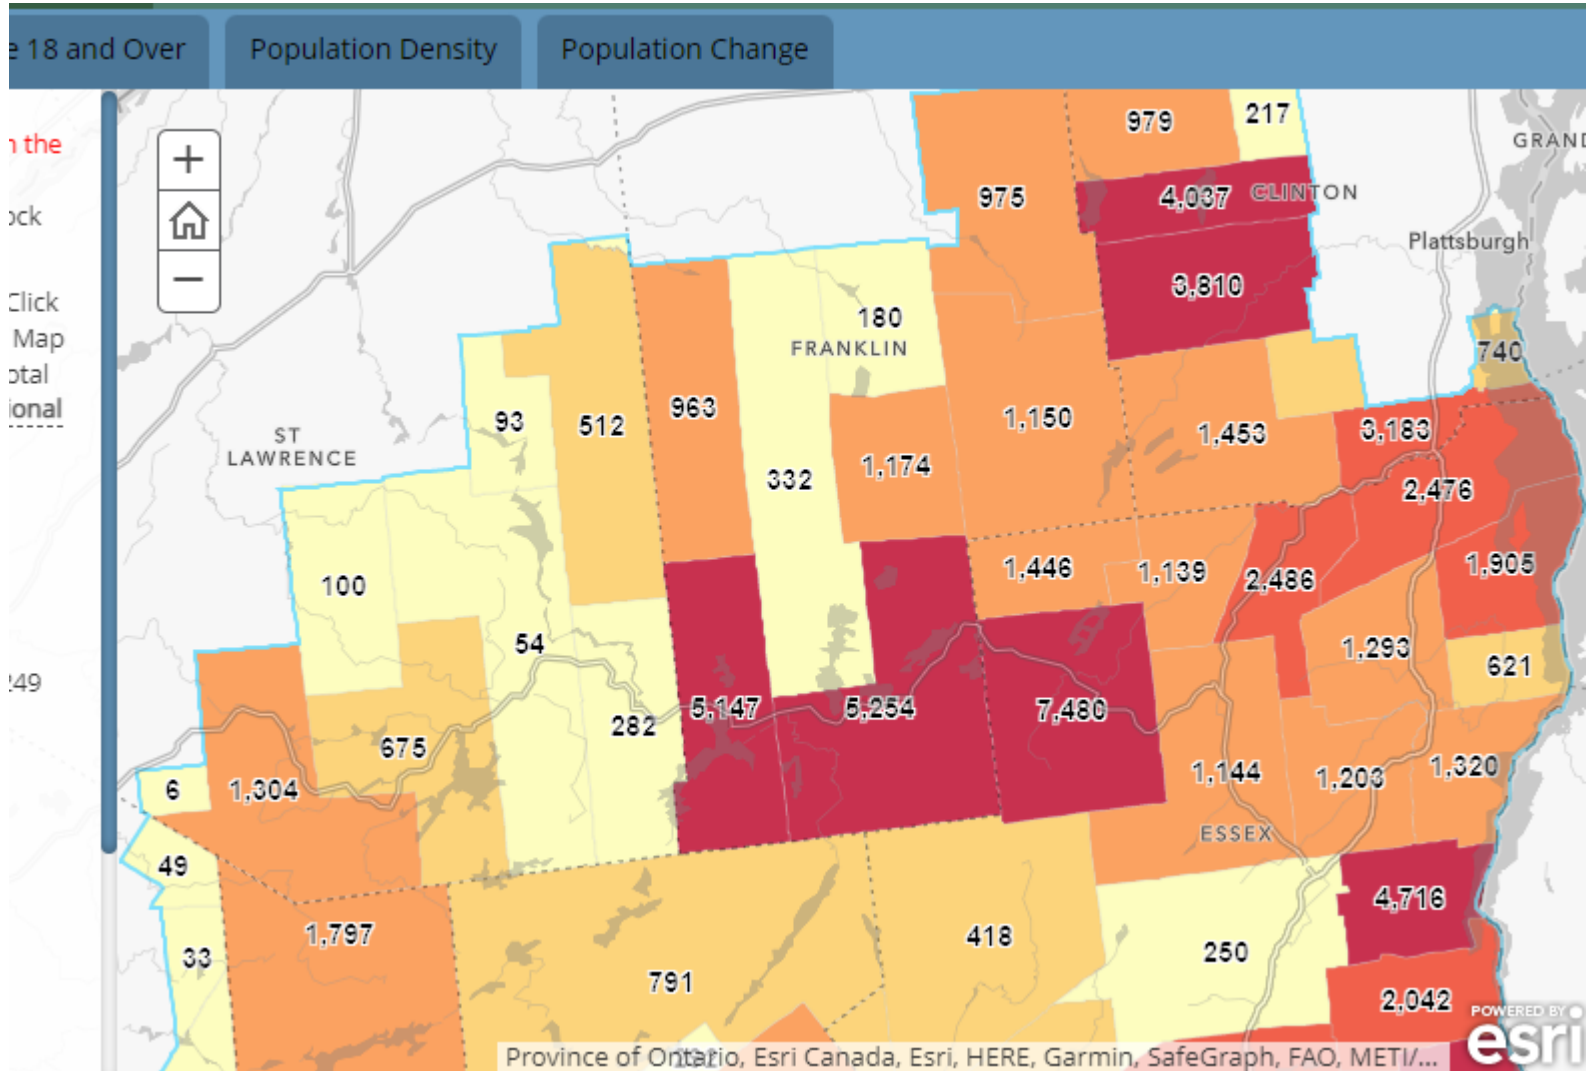 e 18 and Over
Population Density
Population Change
n the
ock
Click
Map
otal
ional
249
+
−
979
217
GRAND
975
4,037
CLINTON
Plattsburgh
3,810
180
FRANKLIN
740
963
93
512
1,150
1,453
3,183
ST
LAWRENCE
332
1,174
2,476
100
1,446
1,139
2,486
1,905
54
1,293
621
282
5,147
5,254
7,480
675
6
1,304
1,144
1,203
1,320
ESSEX
49
4,716
1,797
33
418
250
791
2,042
POWERED BY
esri
Province of Ontario, Esri Canada, Esri, HERE, Garmin, SafeGraph, FAO, METI/...